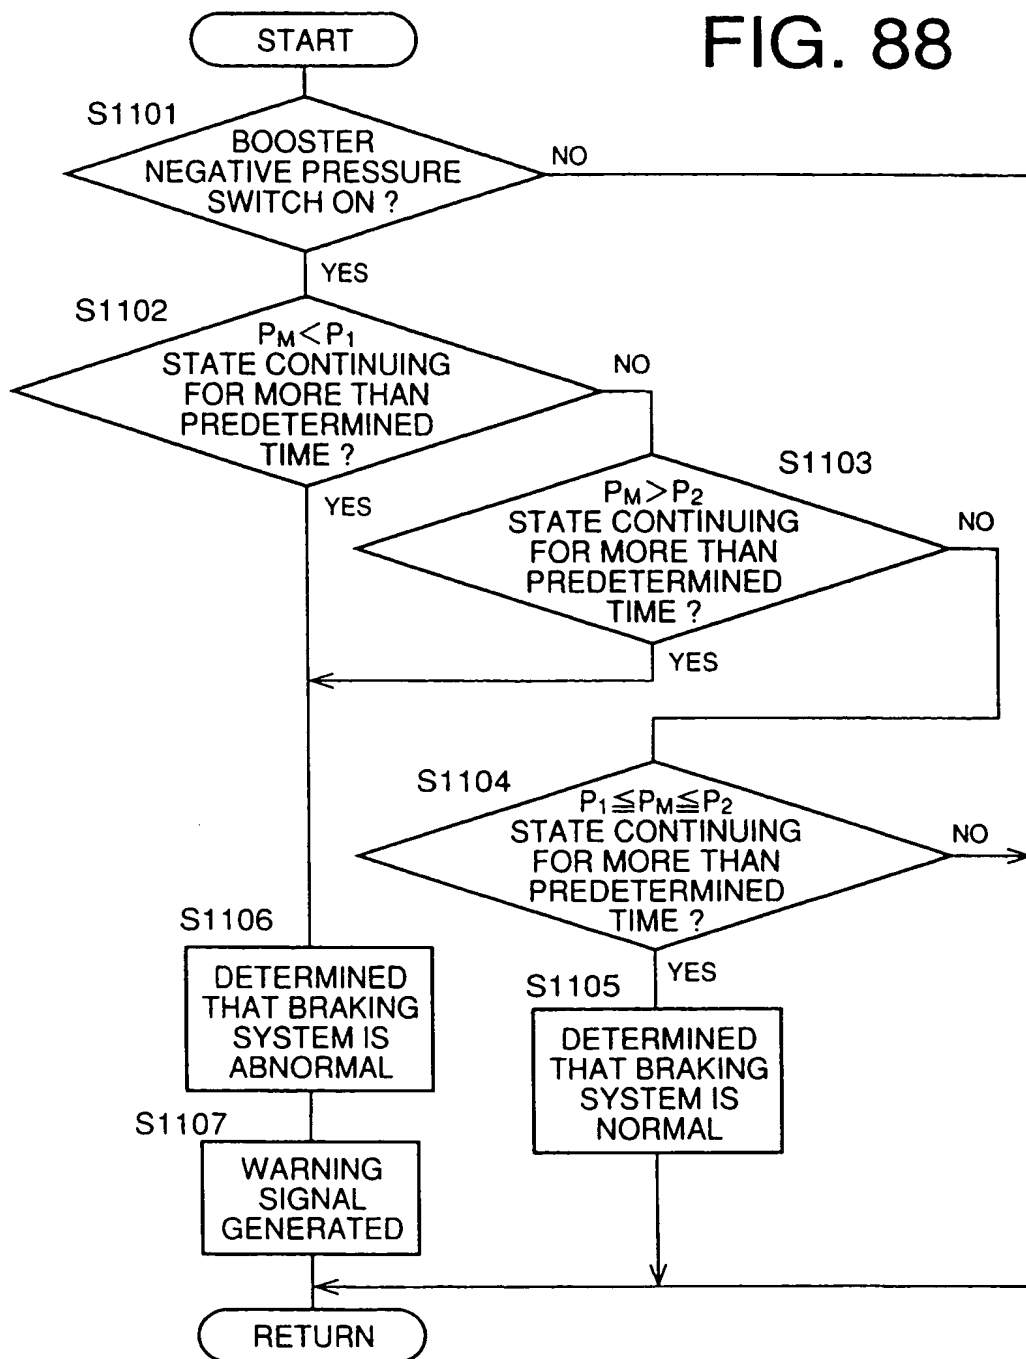 FIG. 88
START
S1101
BOOSTER
NEGATIVE PRESSURE
SWITCH ON ?
NO
YES
S1102
PM<P1
STATE CONTINUING
FOR MORE THAN
PREDETERMINED
TIME ?
NO
YES
S1103
PM>P2
STATE CONTINUING
FOR MORE THAN
PREDETERMINED
TIME ?
NO
YES
S1104
P1≦PM≦P2
STATE CONTINUING
FOR MORE THAN
PREDETERMINED
TIME ?
NO
YES
S1106
DETERMINED
THAT BRAKING
SYSTEM IS
ABNORMAL
S1105
DETERMINED
THAT BRAKING
SYSTEM IS
NORMAL
S1107
WARNING
SIGNAL
GENERATED
RETURN